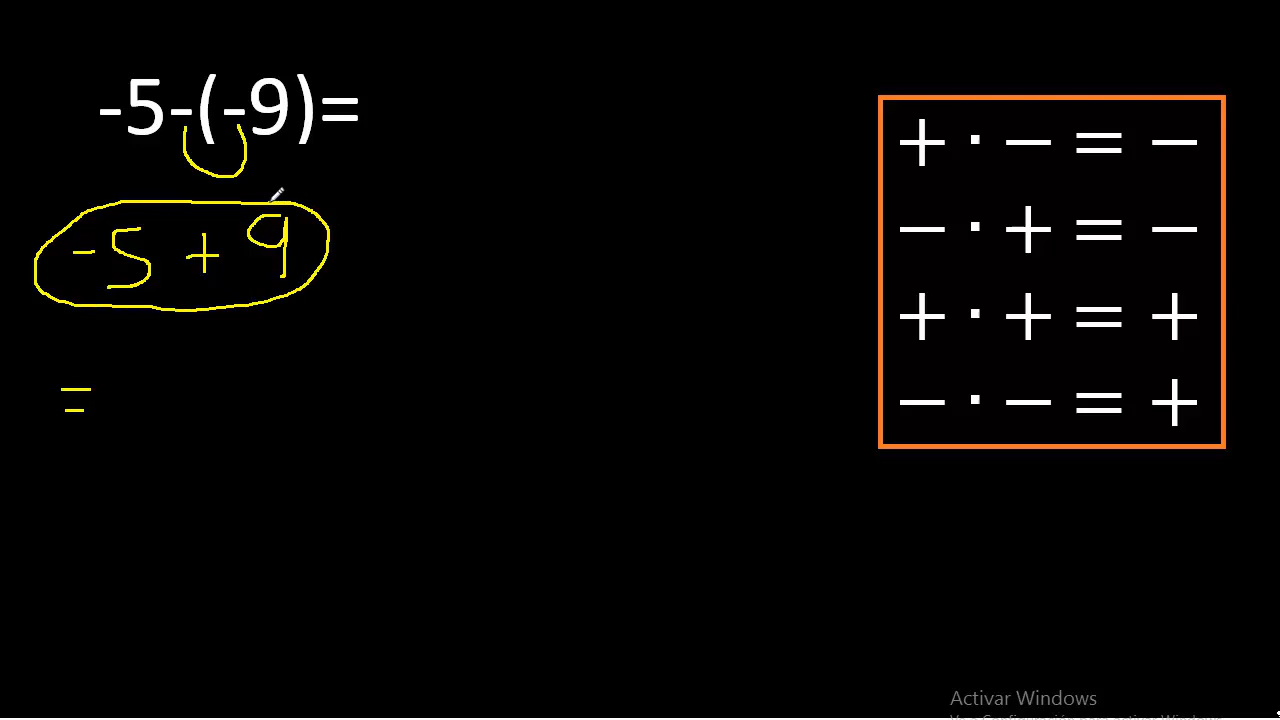 -5-(-9)=
-5 + 9
=
+ · − = −
− · + = −
+ · + = +
− · − = +
Activar Windows